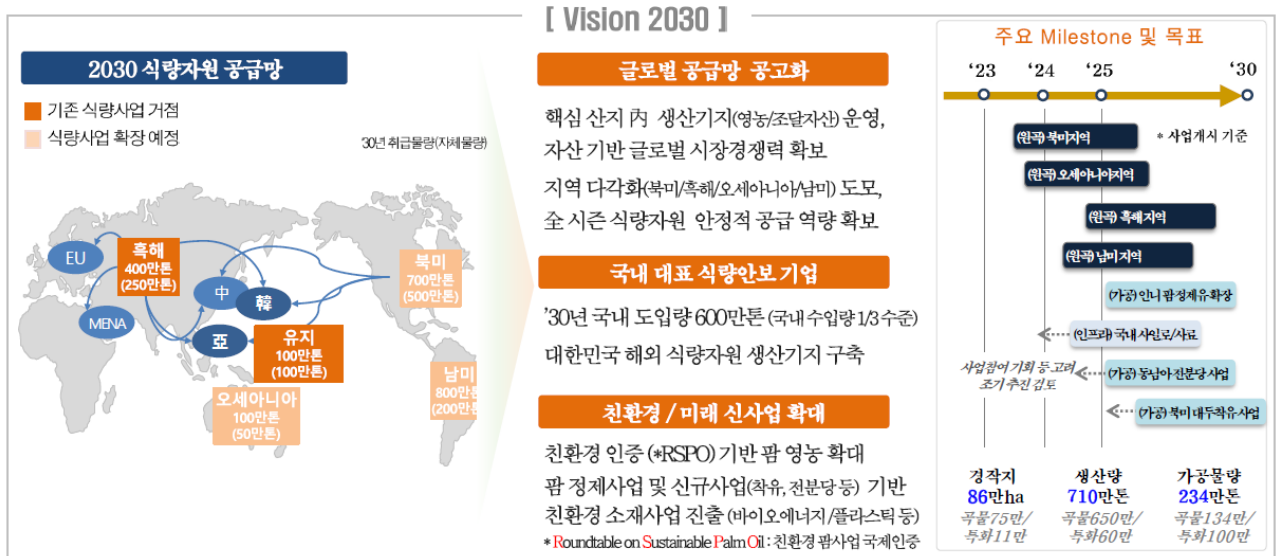 [ Vision 2030 ]
2030 식량자원 공급망
기존 식량사업 거점
식량사업 확장 예정
'30년 취급물량(자체물량)
EU
흑해
400만톤
(250만톤)
中
韓
MENA
亞
유지
100만톤
(100만톤)
북미
700만톤
(500만톤)
남미
800만톤
(200만톤)
오세아니아
100만톤
(50만톤)
글로벌 공급망 공고화
핵심 산지 內 생산기지(영농/조달자산) 운영,
자산 기반 글로벌 시장경쟁력 확보
지역 다각화(북미/흑해/오세아니아/남미) 도모,
全 시즌 식량자원 안정적 공급 역량 확보
국내 대표 식량안보 기업
'30년 국내 도입량 600만톤 (국내 수입량 1/3 수준)
대한민국 해외 식량자원 생산기지 구축
친환경 / 미래 신사업 확대
친환경 인증 (*RSPO) 기반 팜 영농 확대
팜 정제사업 및 신규사업(착유, 전분당 등) 기반
친환경 소재사업 진출 (바이오에너지/플라스틱 등)
* Roundtable on Sustainable Palm Oil : 친환경 팜사업 국제인증
주요 Milestone 및 목표
'23 '24 '25 '30
(원곡) 북미지역
* 사업개시 기준
(원곡) 오세아니아지역
(원곡) 흑해 지역
(원곡) 남미 지역
(가공) 인니 팜 정제유 확장
(인프라) 국내 사일로/사료
사업참여 기회 등 고려
조기 추진 검토
(가공) 동남아 전분당 사업
(가공) 북미 대두착유 사업
경작지 생산량 가공물량
86만ha 710만톤 234만톤
곡물75만/ 곡물650만/ 곡물134만/
특화11만 특화60만 특화100만